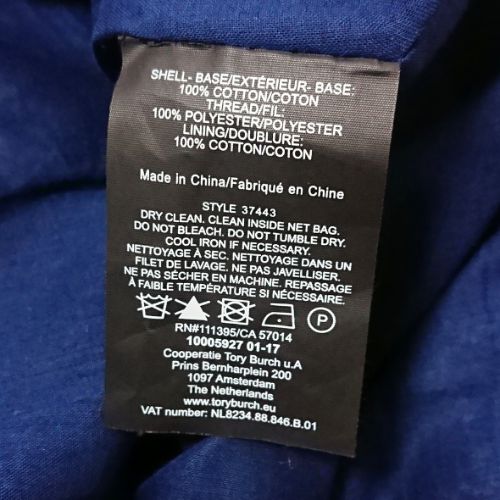 SHELL- BASE/EXTÉRIEUR- BASE:
100% COTTON/COTON
THREAD/FIL:
100% POLYESTER/POLYESTER
LINING/DOUBLURE:
100% COTTON/COTON
Made in China/Fabriqué en Chine
STYLE 37443
DRY CLEAN. CLEAN INSIDE NET BAG.
DO NOT BLEACH. DO NOT TUMBLE DRY.
COOL IRON IF NECESSARY.
NETTOYAGE À SEC. NETTOYAGE DANS UN
FILET DE LAVAGE. NE PAS JAVELLISER.
NE PAS SÉCHER EN MACHINE. REPASSAGE
À FAIBLE TEMPÉRATURE SI NÉCESSAIRE.
P
RN#111395/CA 57014
10005927 01-17
Cooperatie Tory Burch u.A
Prins Bernharplein 200
1097 Amsterdam
The Netherlands
www.toryburch.eu
VAT number: NL8234.88.846.B.01